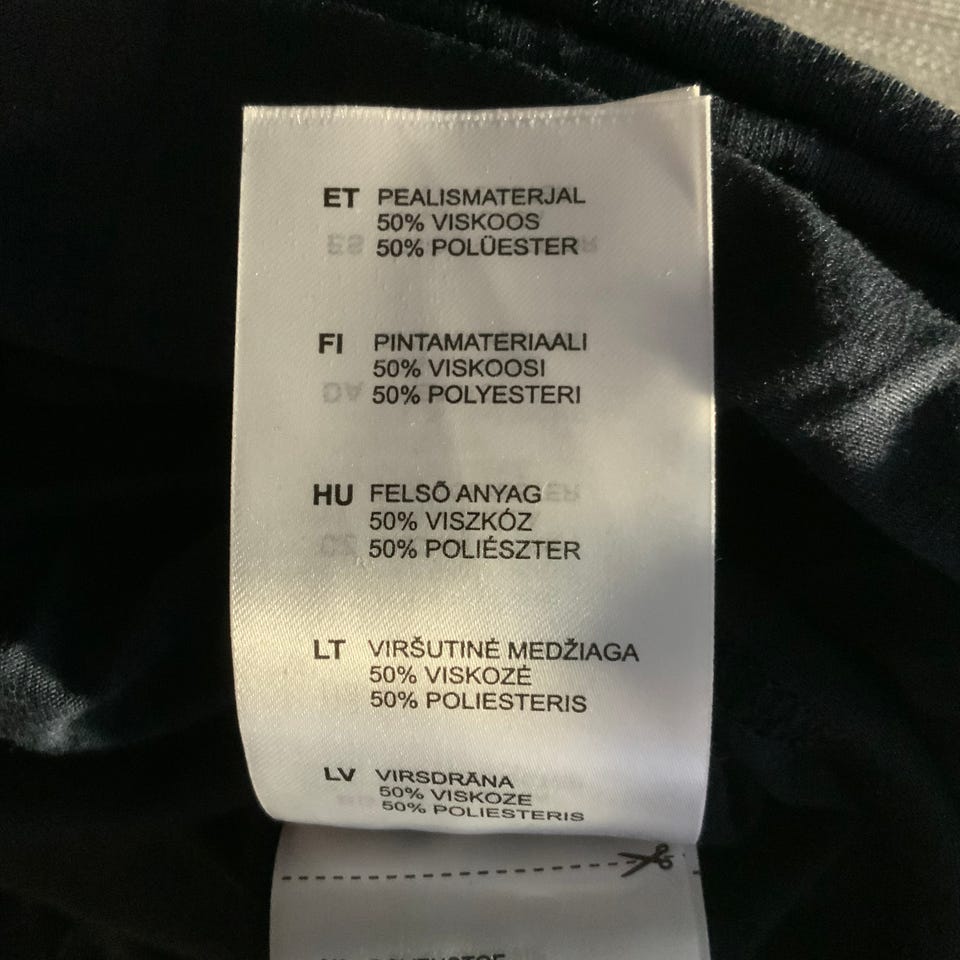 ET PEALISMATERJAL
50% VISKOOS
50% POLÜESTER
FI PINTAMATERIAALI
50% VISKOOSI
50% POLYESTERI
HU FELSŐ ANYAG
50% VISZKÓZ
50% POLIÉSZTER
LT VIRŠUTINĖ MEDŽIAGA
50% VISKOZĖ
50% POLIESTERIS
LV VIRSDRĀNA
50% VISKOZE
50% POLIESTERIS